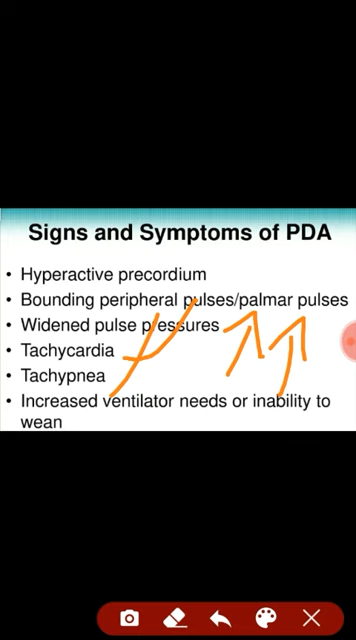 Signs and Symptoms of PDA
• Hyperactive precordium
• Bounding peripheral pulses/palmar pulses
• Widened pulse pressures
• Tachycardia
• Tachypnea
• Increased ventilator needs or inability to
wean